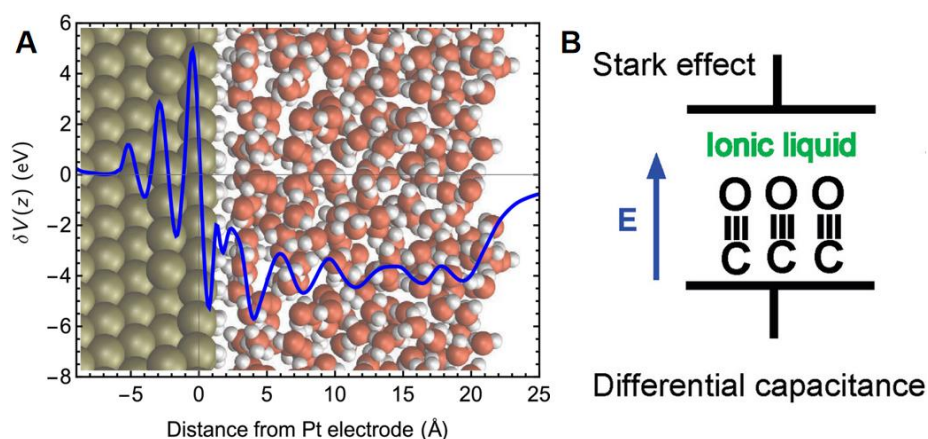 A
B
6
4
2
0
−2
−4
−6
−8
δV(z) (eV)
−5 0 5 10 15 20 25
Distance from Pt electrode (Å)
Stark effect
Ionic liquid
E
O O O
C C C
Differential capacitance